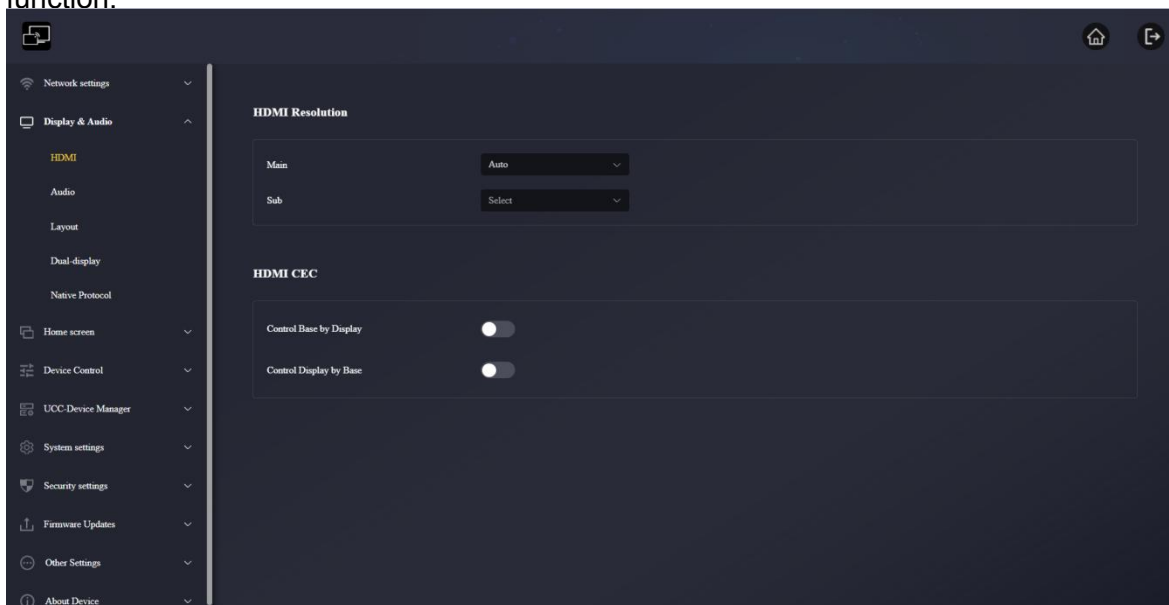 function.
Network settings
Display & Audio
HDMI
Audio
Layout
Dual-display
Native Protocol
Home screen
Device Control
UCC-Device Manager
System settings
Security settings
Firmware Updates
Other Settings
About Device
HDMI Resolution
Main Auto
Sub Select
HDMI CEC
Control Base by Display
Control Display by Base